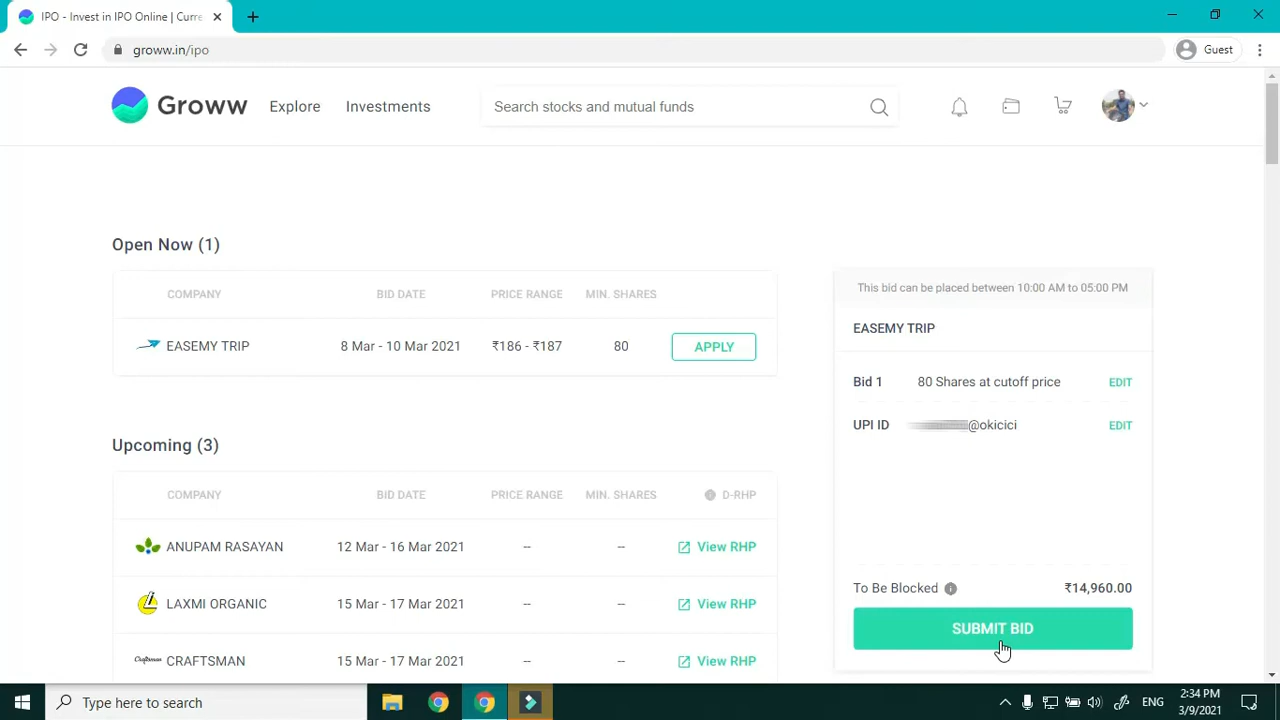 IPO - Invest in IPO Online | Curre
groww.in/ipo
Guest
Groww
Explore
Investments
Search stocks and mutual funds
Open Now (1)
COMPANY BID DATE PRICE RANGE MIN. SHARES
EASEMY TRIP 8 Mar - 10 Mar 2021 ₹186 - ₹187 80 APPLY
Upcoming (3)
COMPANY BID DATE PRICE RANGE MIN. SHARES D-RHP
ANUPAM RASAYAN 12 Mar - 16 Mar 2021 -- -- View RHP
LAXMI ORGANIC 15 Mar - 17 Mar 2021 -- -- View RHP
Craftsman CRAFTSMAN 15 Mar - 17 Mar 2021 -- -- View RHP
This bid can be placed between 10:00 AM to 05:00 PM
EASEMY TRIP
Bid 1 80 Shares at cutoff price EDIT
UPI ID @okicici EDIT
To Be Blocked ₹14,960.00
SUBMIT BID
Type here to search
ENG
2:34 PM
3/9/2021